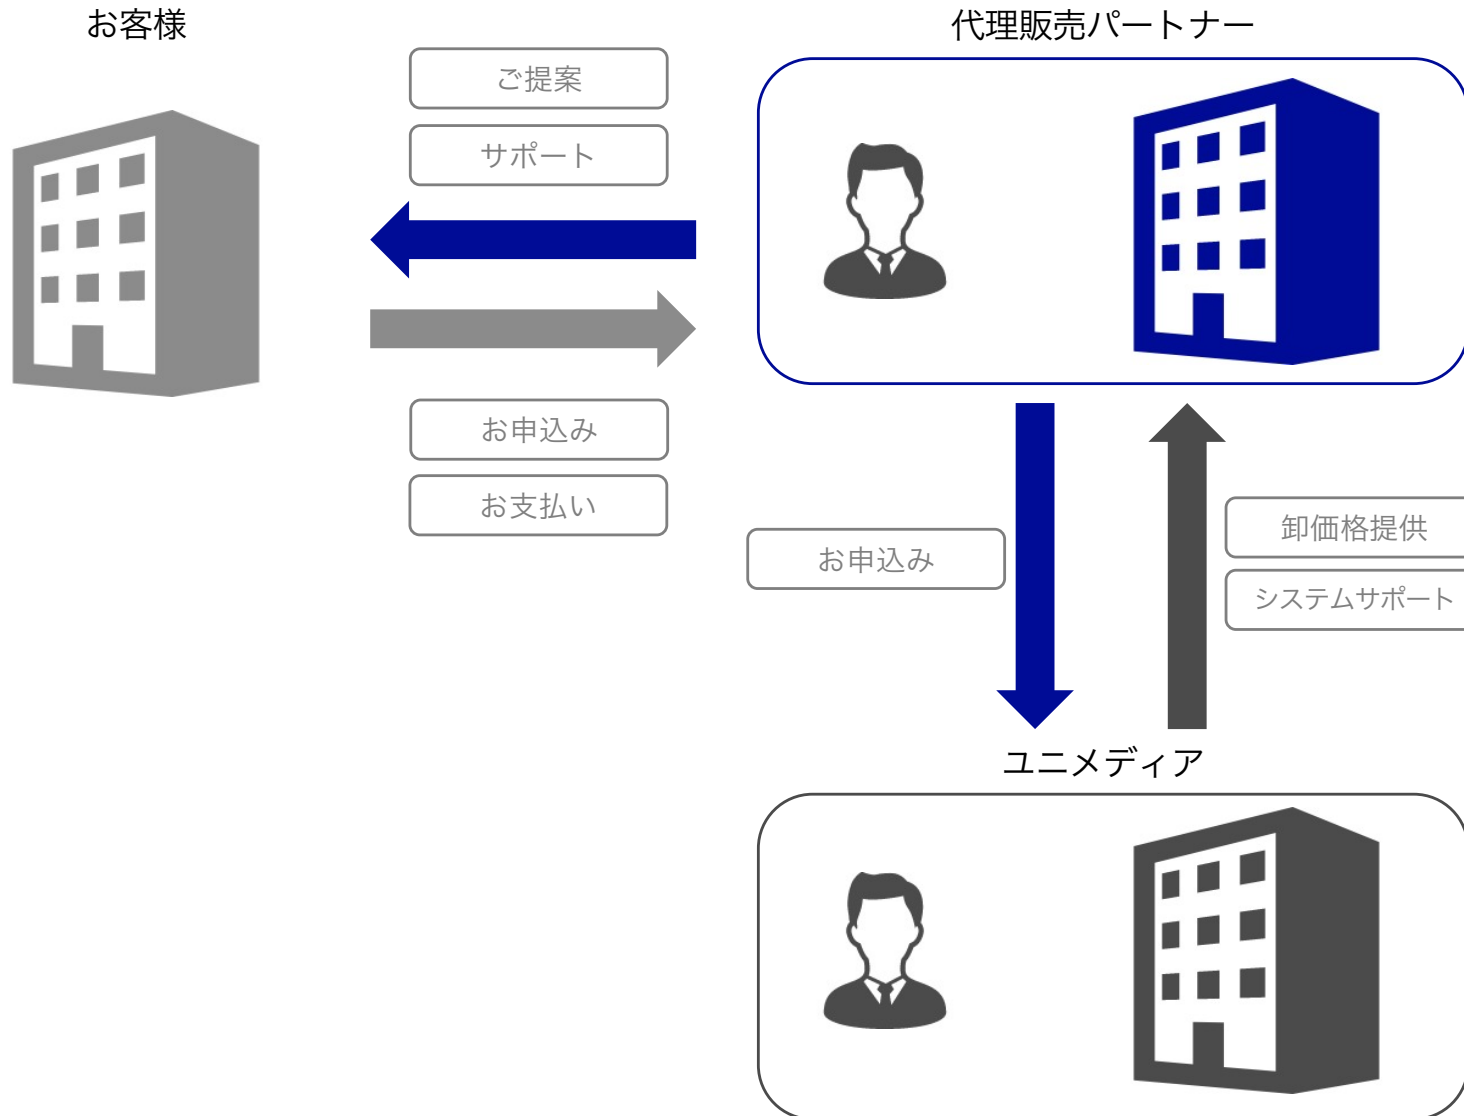 お客様
代理販売パートナー
ご提案
サポート
お申込み
お支払い
お申込み
卸価格提供
システムサポート
ユニメディア